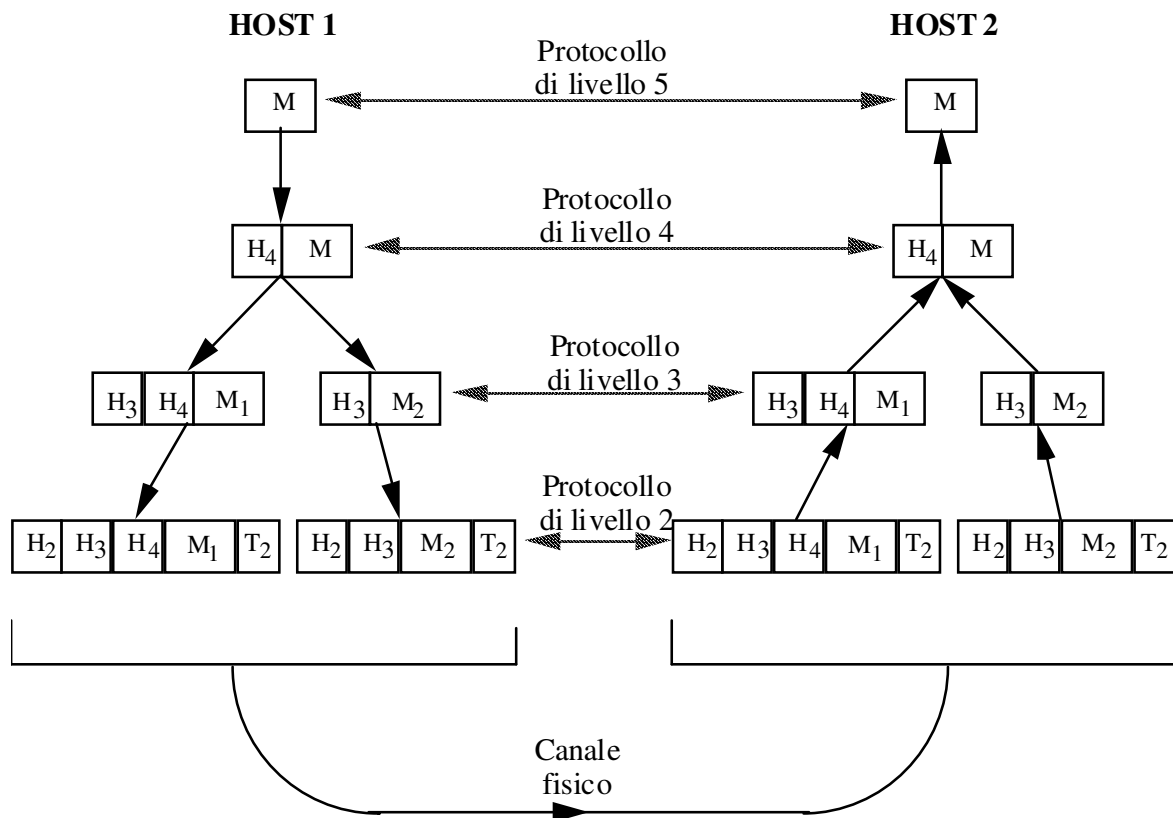 HOST 1 HOST 2
Protocollo
di livello 5
M M
Protocollo
di livello 4
H4 M H4 M
Protocollo
di livello 3
H3 H4 M1 H3 M2 H3 H4 M1 H3 M2
Protocollo
di livello 2
H2 H3 H4 M1 T2 H2 H3 M2 T2 H2 H3 H4 M1 T2 H2 H3 M2 T2
Canale
fisico